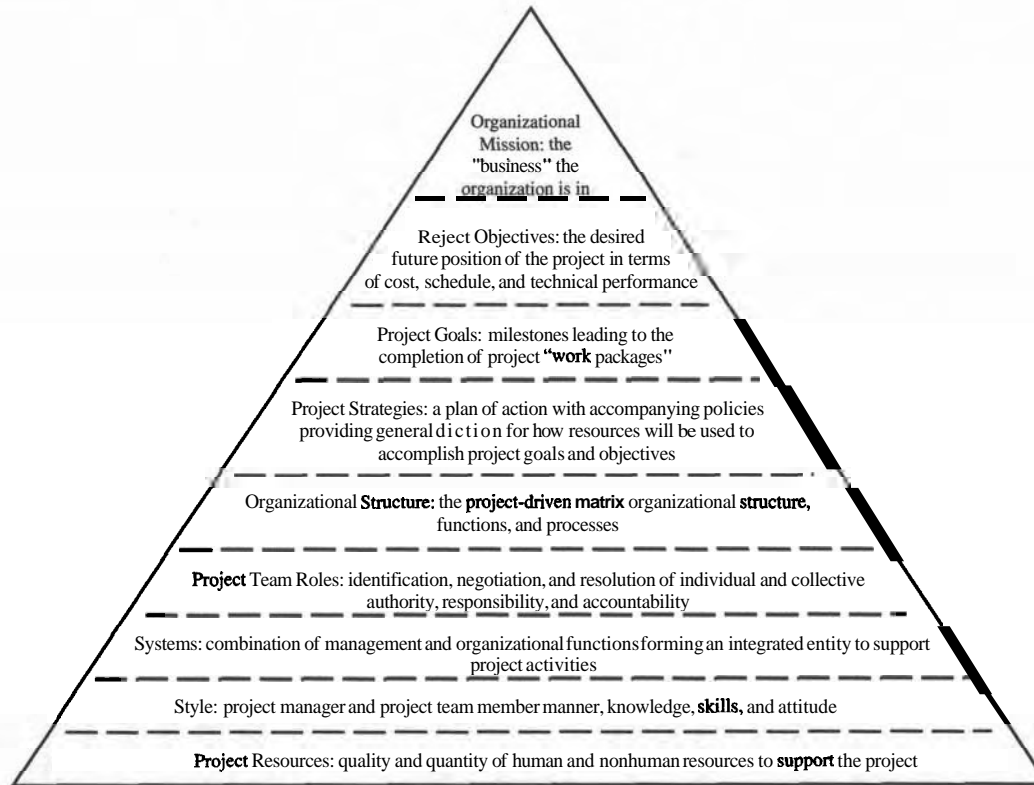 Organizational
Mission: the
"business" the
organization is in
Reject Objectives: the desired
future position of the project in terms
of cost, schedule, and technical performance
Project Goals: milestones leading to the
completion of project "work packages"
Project Strategies: a plan of action with accompanying policies
providing general diction for how resources will be used to
accomplish project goals and objectives
Organizational Structure: the project-driven matrix organizational structure,
functions, and processes
Project Team Roles: identification, negotiation, and resolution of individual and collective
authority, responsibility, and accountability
Systems: combination of management and organizational functions forming an integrated entity to support
project activities
Style: project manager and project team member manner, knowledge, skills, and attitude
Project Resources: quality and quantity of human and nonhuman resources to support the project